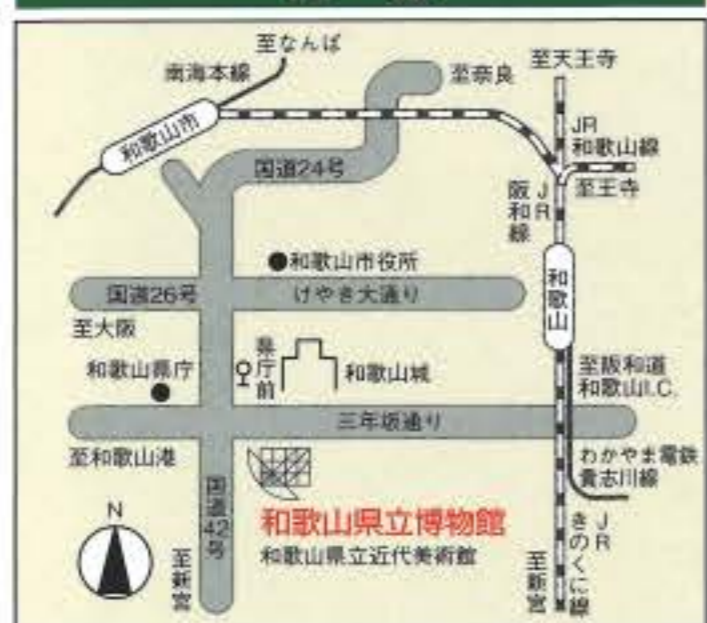 至なんば
南海本線
至奈良
至天王寺
和歌山市
JR
和歌山線
国道24号
至王寺
JR
阪和線
●和歌山市役所
和歌山
国道26号
けやき大通り
至大阪
県庁前
和歌山城
至阪和道
和歌山I.C.
和歌山県庁
三年坂通り
至和歌山港
わかやま電鉄
貴志川線
国道42号
N
和歌山県立博物館
和歌山県立近代美術館
至新宮
至新宮
JR
きのくに線